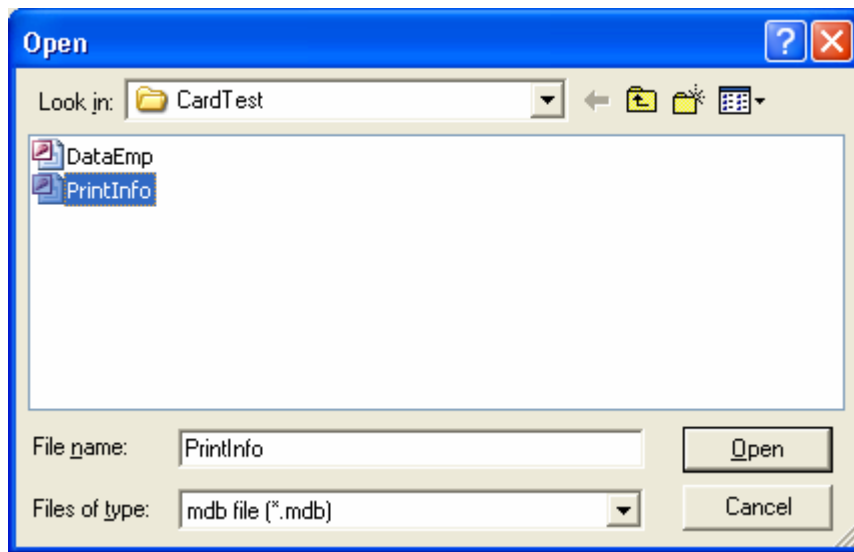 Open
Look in: CardTest
DataEmp
PrintInfo
File name: PrintInfo Open
Files of type: mdb file (*.mdb) Cancel